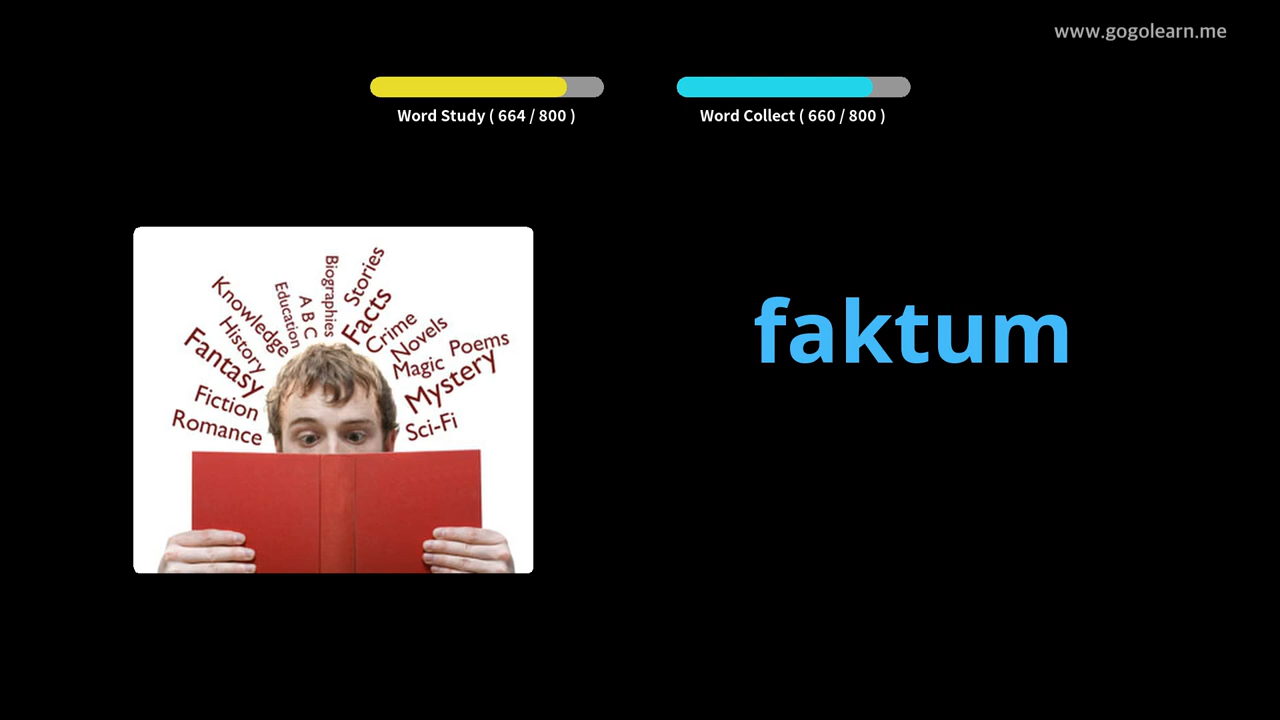 www.gogolearn.me
Word Study ( 664 / 800 )
Word Collect ( 660 / 800 )
Biographies
Stories
Education
A B C
Facts
Knowledge
Crime
History
Novels
Poems
Fantasy
Magic
Mystery
Fiction
Romance
Sci-Fi
faktum